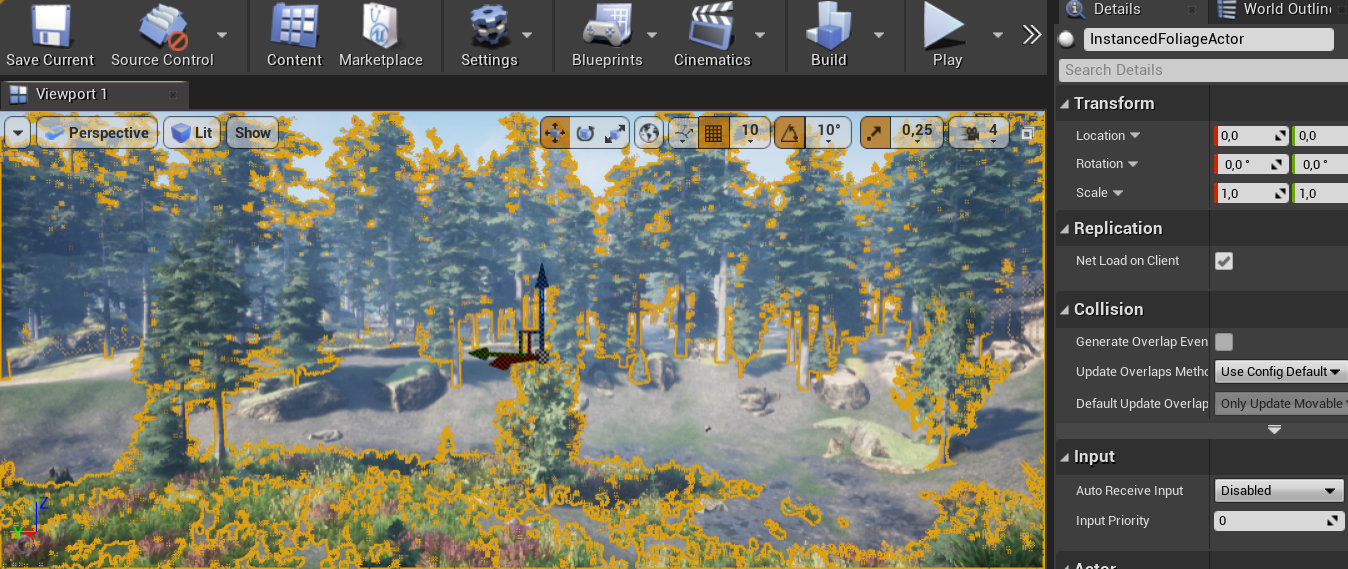 Details
World Outlin
Save Current
Source Control
Content
Marketplace
Settings
Blueprints
Cinematics
Build
Play
InstancedFoliageActor
Search Details
Viewport 1
Transform
Perspective
Lit
Show
10
10°
0,25
4
Location
0,0
0,0
Rotation
0,0 °
0,0 °
Scale
1,0
1,0
Replication
Net Load on Client
Collision
Generate Overlap Even
Update Overlaps Metho
Use Config Default
Default Update Overlap
Only Update Movable
Input
Auto Receive Input
Disabled
Input Priority
0
Z
Y
Actor